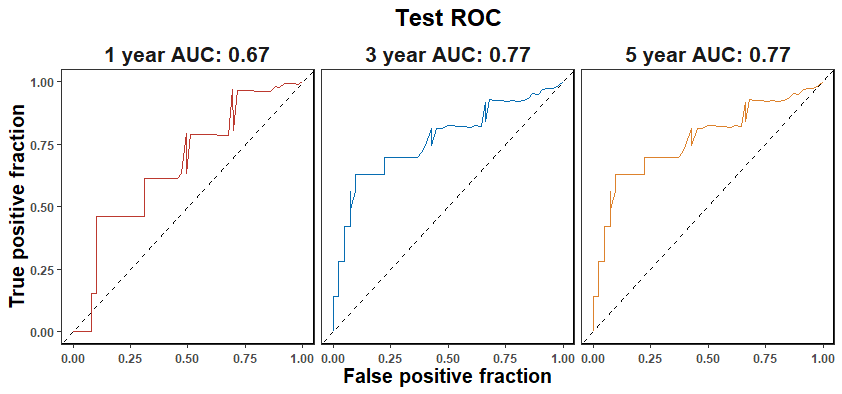 Test ROC
1 year AUC: 0.67
3 year AUC: 0.77
5 year AUC: 0.77
True positive fraction
1.00
0.75
0.50
0.25
0.00
0.00 0.25 0.50 0.75 1.00
0.00 0.25 0.50 0.75 1.00
0.00 0.25 0.50 0.75 1.00
False positive fraction